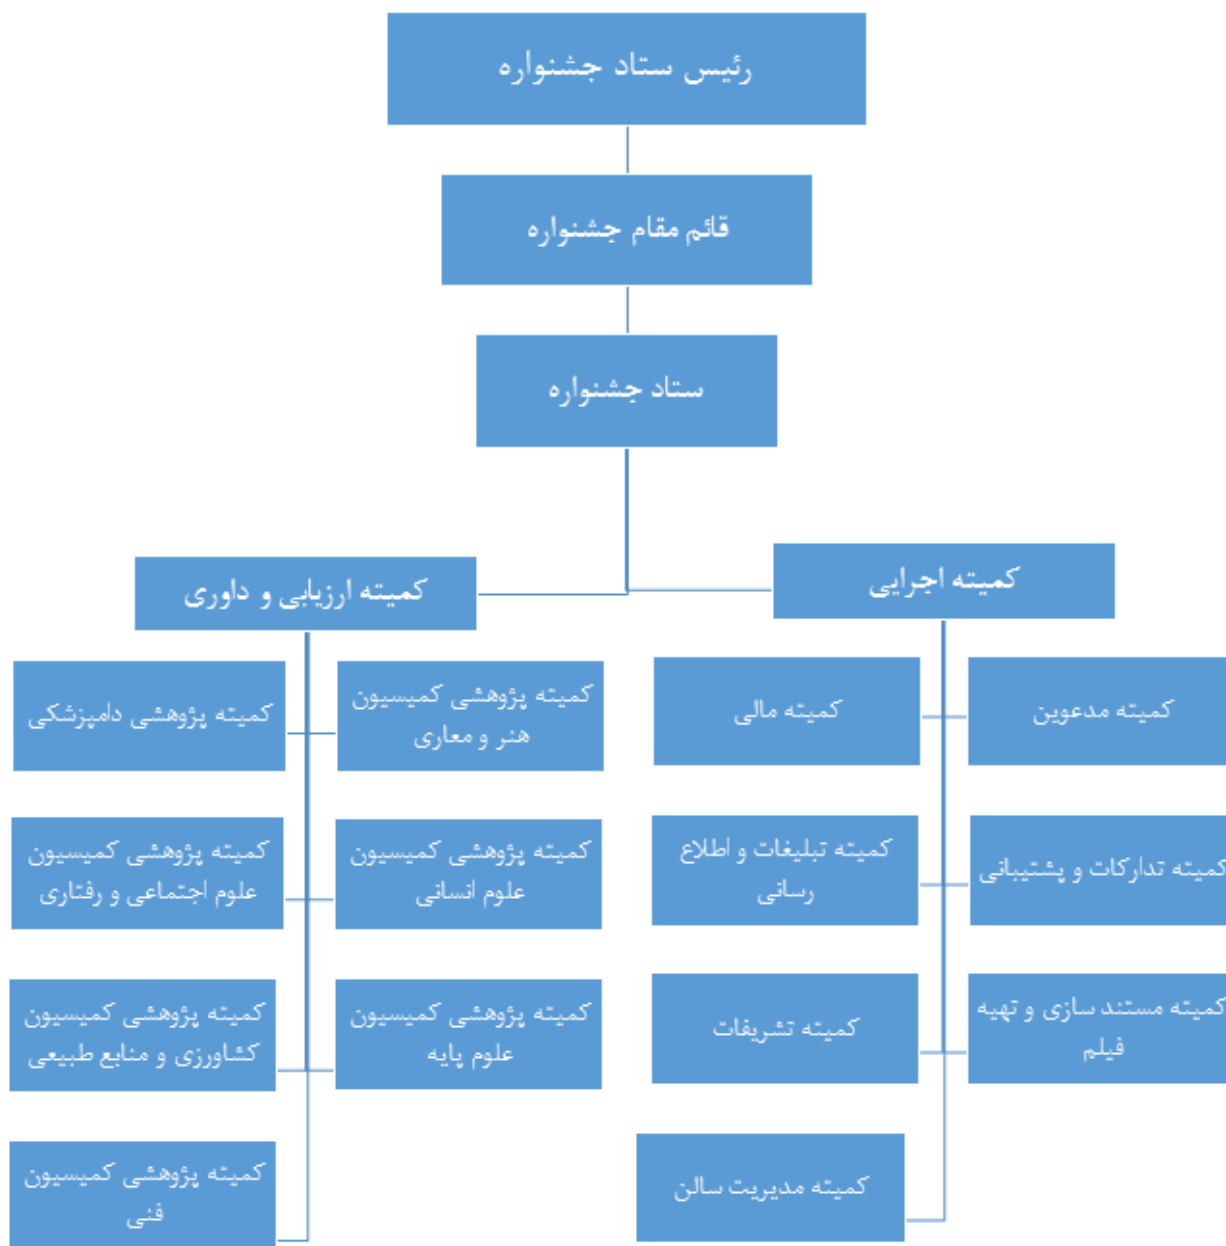 رئیس ستاد جشنواره
قائم مقام جشنواره
ستاد جشنواره
کمیته اجرایی
کمیته ارزیابی و داوری
کمیته مدعوین
کمیته مالی
کمیته تدارکات و پشتیبانی
کمیته تبلیغات و اطلاع
رسانی
کمیته مستند سازی و تهیه
فیلم
کمیته تشریفات
کمیته مدیریت سالن
کمیته پژوهشی کمیسیون
هنر و معاری
کمیته پژوهشی دامپزشکی
کمیته پژوهشی کمیسیون
علوم انسانی
کمیته پژوهشی کمیسیون
علوم اجتماعی و رفتاری
کمیته پژوهشی کمیسیون
علوم پایه
کمیته پژوهشی کمیسیون
کشاورزی و منابع طبیعی
کمیته پژوهشی کمیسیون
فنی